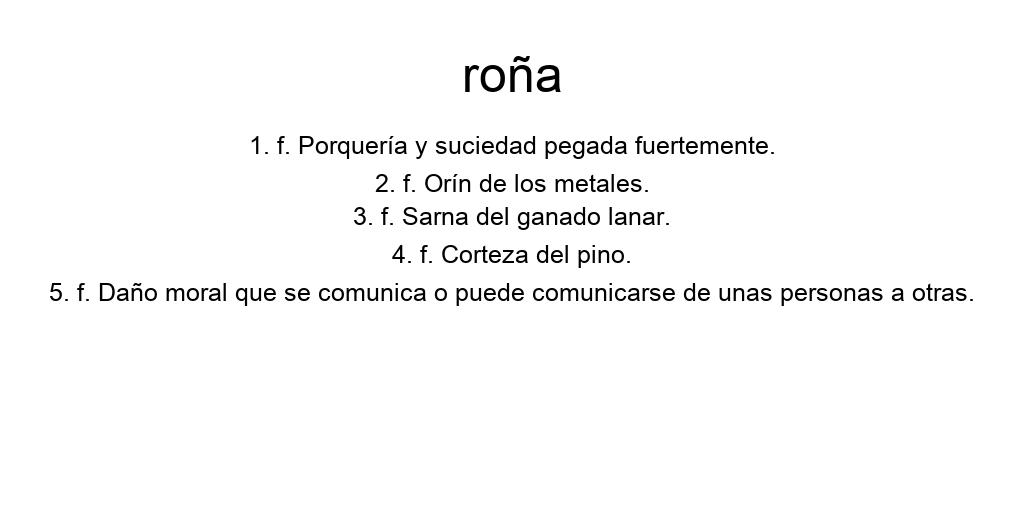 roña
1. f. Porquería y suciedad pegada fuertemente.
2. f. Orín de los metales.
3. f. Sarna del ganado lanar.
4. f. Corteza del pino.
5. f. Daño moral que se comunica o puede comunicarse de unas personas a otras.